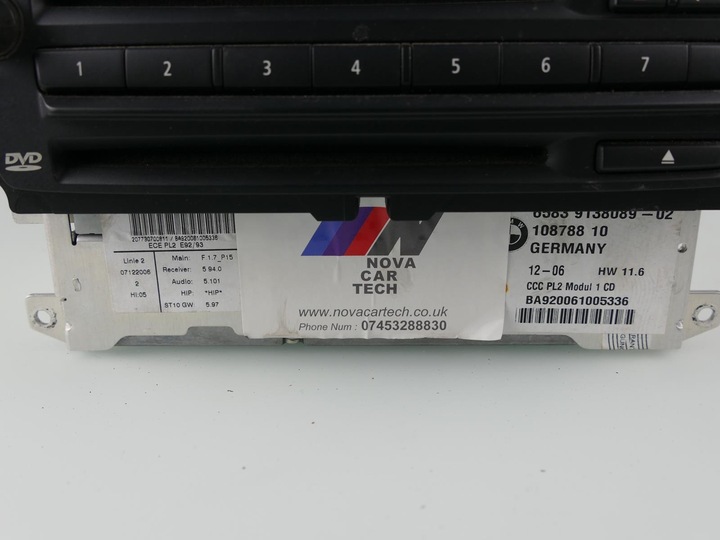 1 2 3 4 5 6 7
DVD
ECE PL2 E92/93
Linie 2
07122006
2
HI:05
Main: F.1.7_P15
Receiver: 5.94.0
Audio: 5.101
HIP: *HIP*
ST10 GW: 5.97
NOVA
CAR
TECH
www.novacartech.co.uk
Phone Num : 07453288830
6583 9138089-02
108788 10
GERMANY
12-06 HW 11.6
CCC PL2 Modul 1 CD
BA920061005336